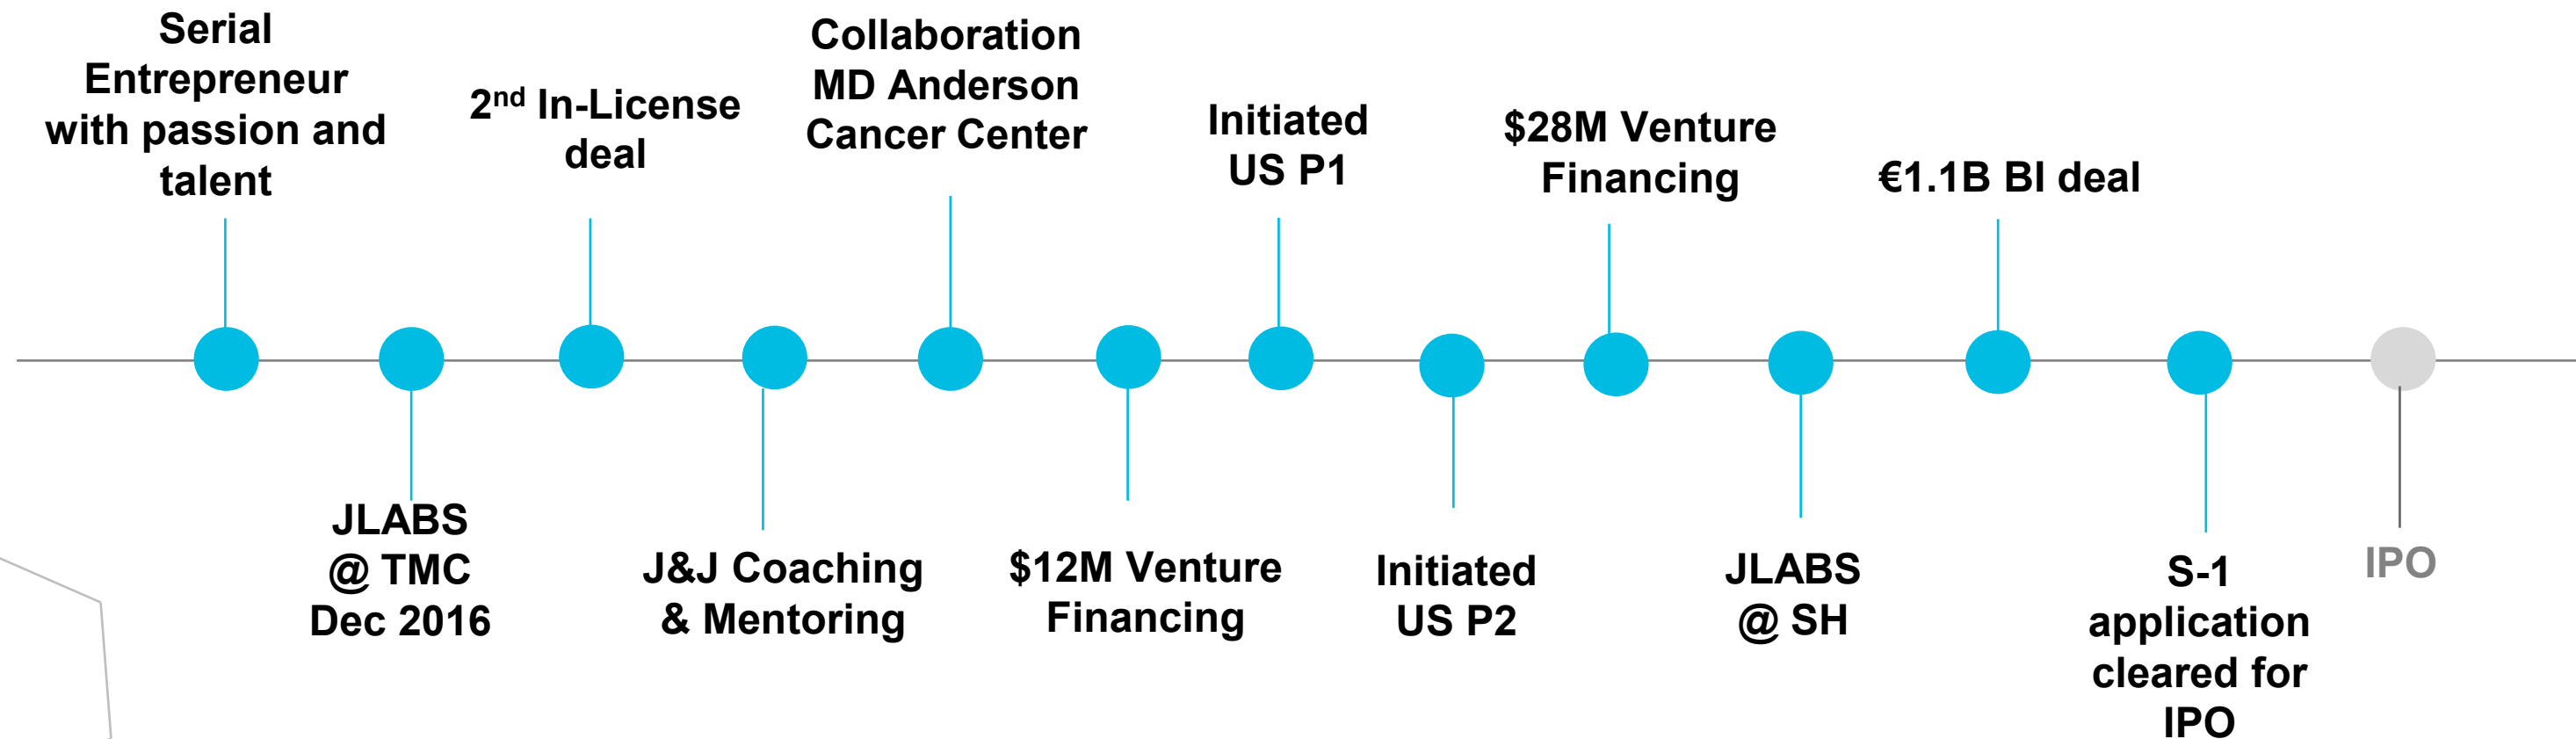 Serial
Entrepreneur
with passion and
talent
JLABS
@ TMC
Dec 2016
2nd In-License
deal
J&J Coaching
& Mentoring
Collaboration
MD Anderson
Cancer Center
$12M Venture
Financing
Initiated
US P1
Initiated
US P2
$28M Venture
Financing
JLABS
@ SH
€1.1B BI deal
S-1
application
cleared for
IPO
IPO